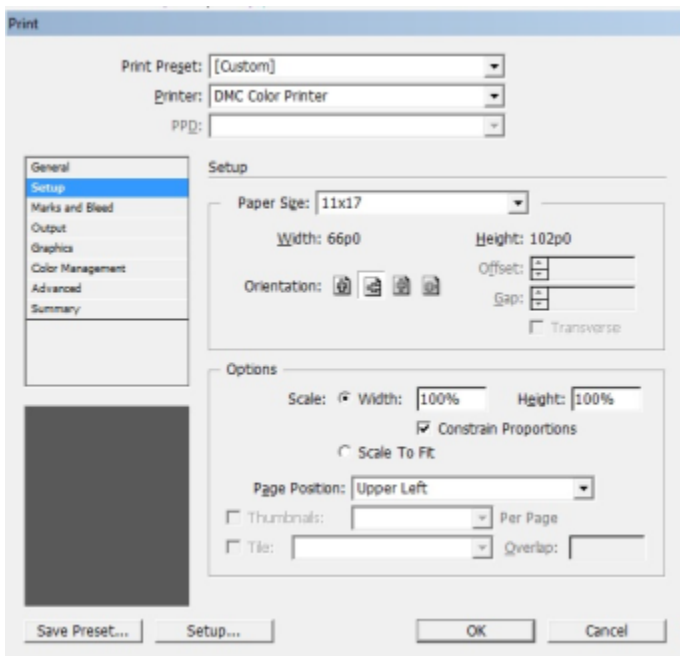 Print
Print Preset: [Custom]
Printer: DMC Color Printer
PPD:
General
Setup
Marks and Bleed
Output
Graphics
Color Management
Advanced
Summary
Setup
Paper Size: 11x17
Width: 66p0 Height: 102p0
Orientation: Offset:
Gap:
Transverse
Options
Scale: Width: 100% Height: 100%
Constrain Proportions
Scale To Fit
Page Position: Upper Left
Thumbnails: Per Page
Tile: Overlap:
Save Preset... Setup... OK Cancel